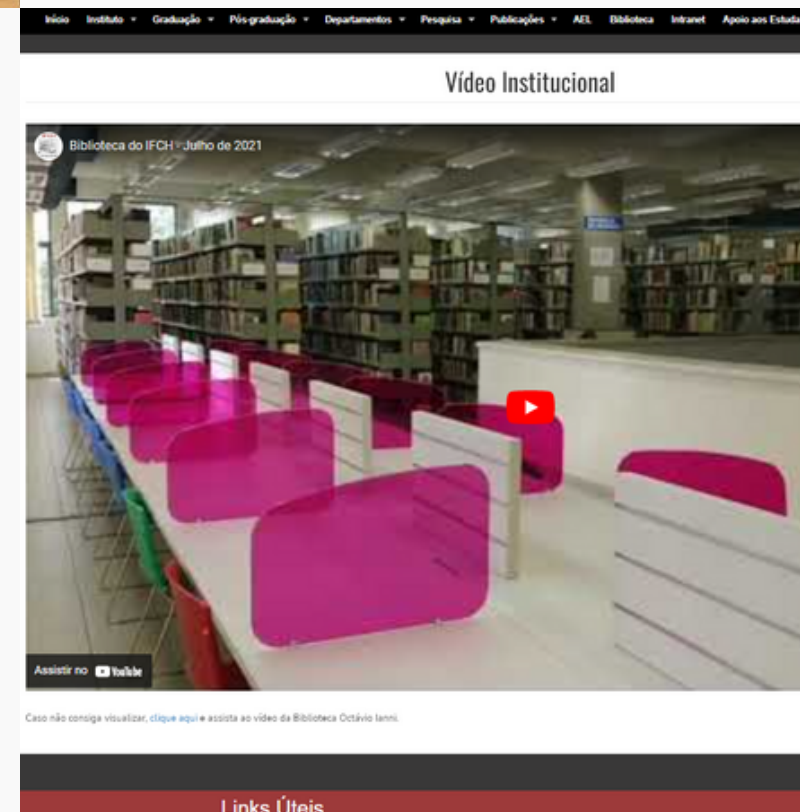 Início Instituto Graduação Pós-graduação Departamentos Pesquisa Publicações AEL Biblioteca Intranet Apoio aos Estuda
Vídeo Institucional
Biblioteca do IFCH - Julho de 2021
Assistir no YouTube
Caso não consiga visualizar, clique aqui e assista ao vídeo da Biblioteca Octávio Ianni.
Links Úteis